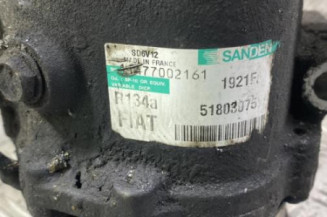 SD6V12 SANDEN
MADE IN FRANCE
77002161 1921F
R134a 51803075
FIAT